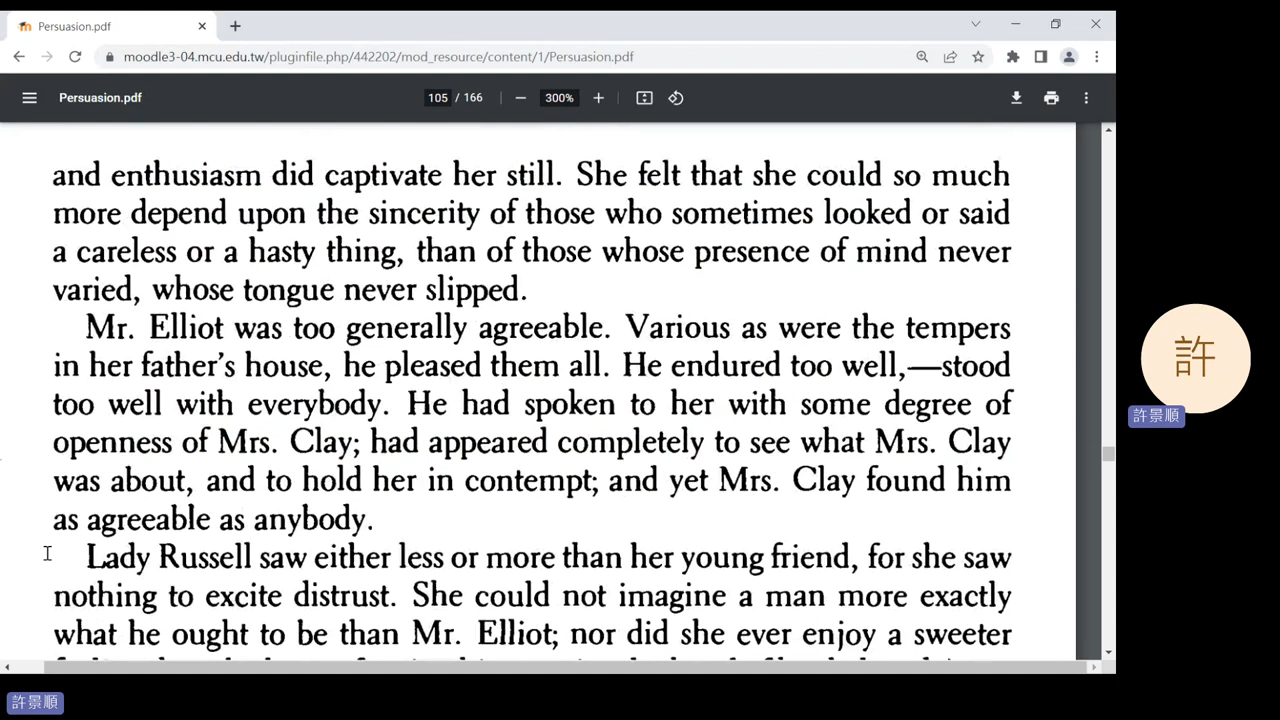 Persuasion.pdf
moodle3-04.mcu.edu.tw/pluginfile.php/442202/mod_resource/content/1/Persuasion.pdf
Persuasion.pdf 105 / 166 300%
and enthusiasm did captivate her still. She felt that she could so much
more depend upon the sincerity of those who sometimes looked or said
a careless or a hasty thing, than of those whose presence of mind never
varied, whose tongue never slipped.
Mr. Elliot was too generally agreeable. Various as were the tempers
in her father's house, he pleased them all. He endured too well,—stood
too well with everybody. He had spoken to her with some degree of
openness of Mrs. Clay; had appeared completely to see what Mrs. Clay
was about, and to hold her in contempt; and yet Mrs. Clay found him
as agreeable as anybody.
Lady Russell saw either less or more than her young friend, for she saw
nothing to excite distrust. She could not imagine a man more exactly
what he ought to be than Mr. Elliot; nor did she ever enjoy a sweeter
許
許景順
許景順